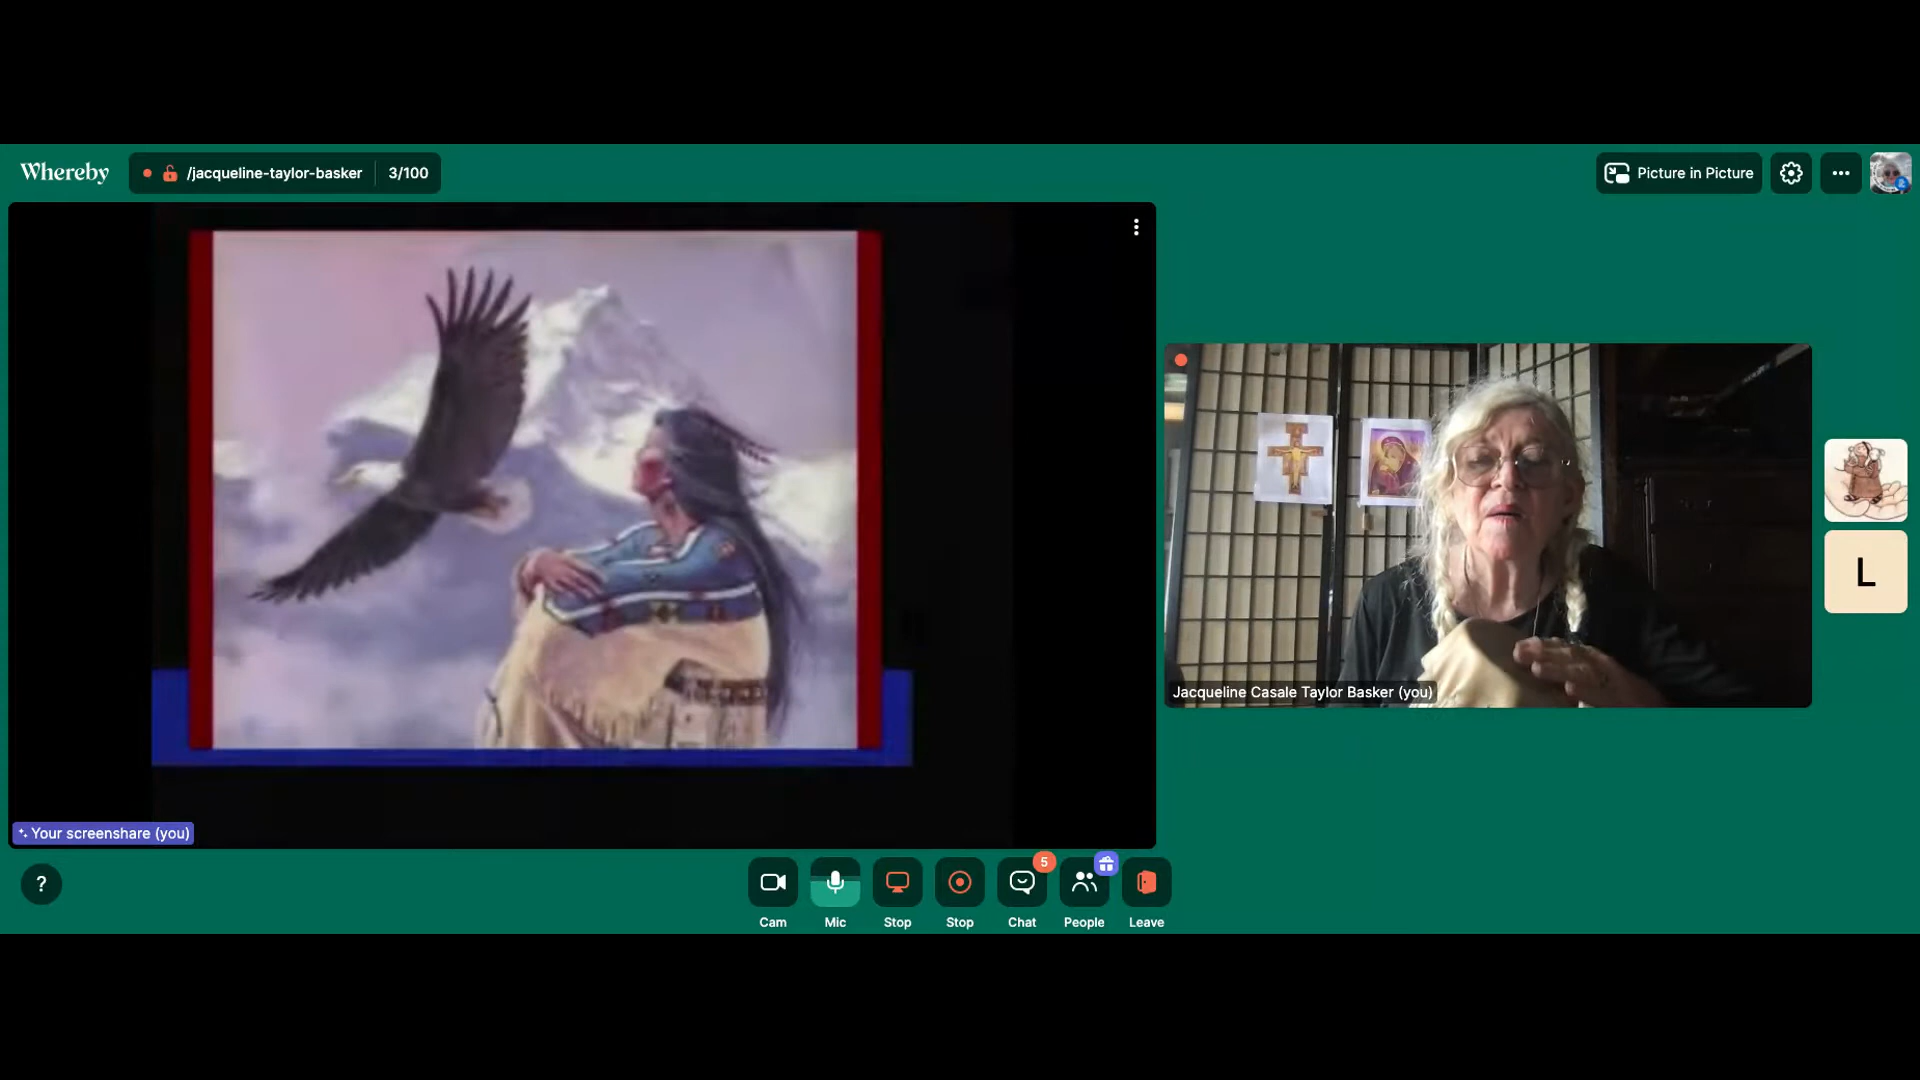 Whereby
/jacqueline-taylor-basker 3/100
Picture in Picture
Jacqueline Casale Taylor Basker (you)
L
Your screenshare (you)
?
5
Cam Mic Stop Stop Chat People Leave